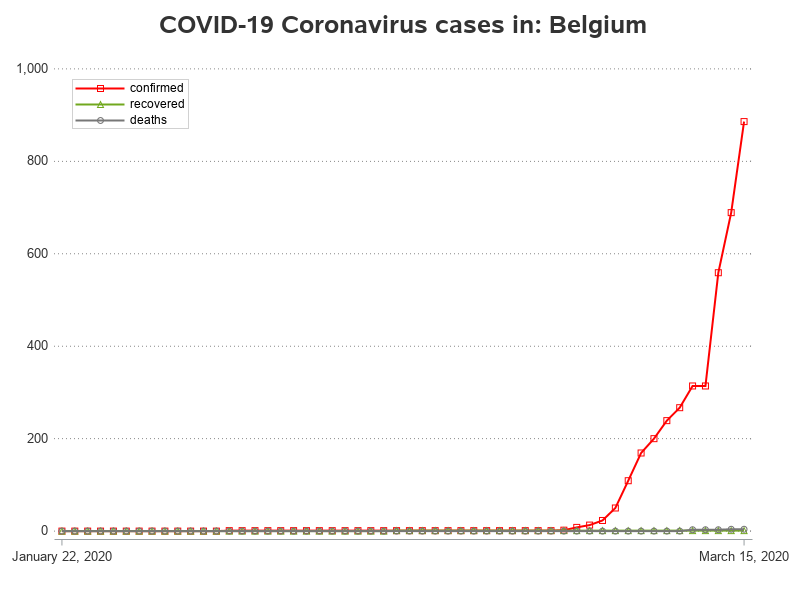 COVID-19 Coronavirus cases in: Belgium
1,000
confirmed
recovered
deaths
800
600
400
200
0
January 22, 2020 March 15, 2020